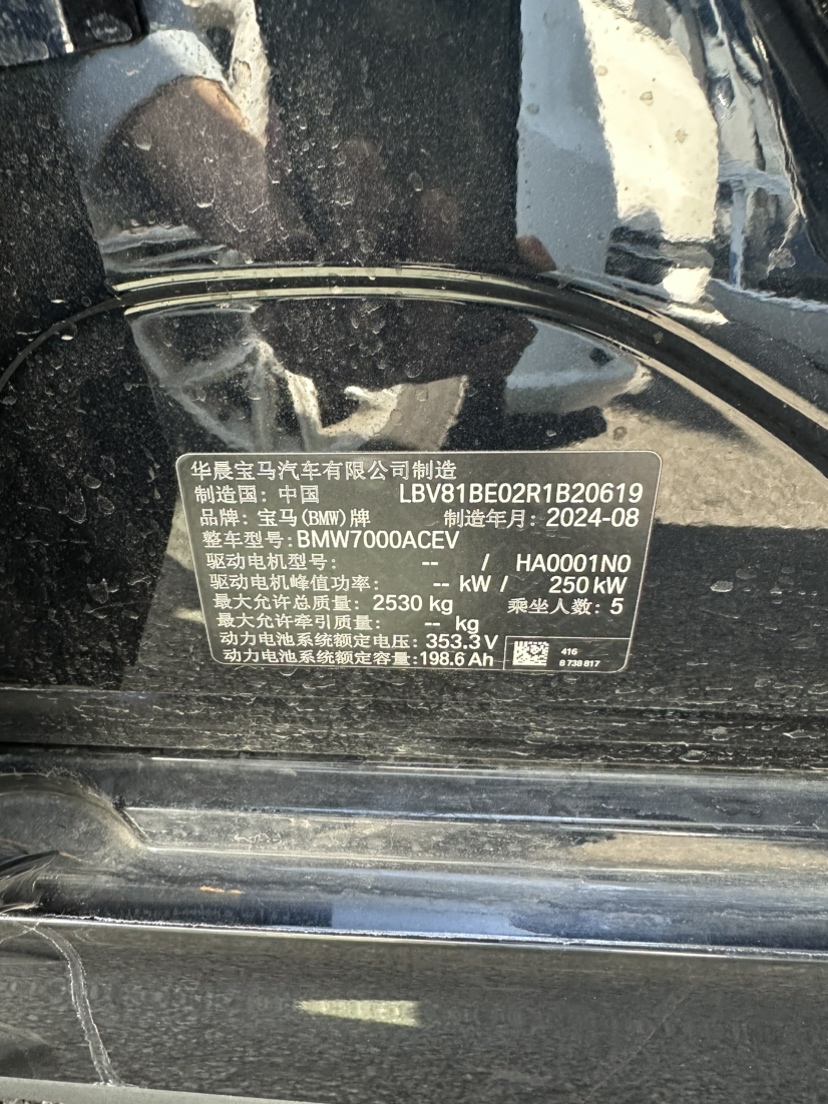 华晨宝马汽车有限公司制造
制造国: 中国 LBV81BE02R1B20619
品牌: 宝马(BMW)牌 制造年月: 2024-08
整车型号:BMW7000ACEV
驱动电机型号: -- / HA0001N0
驱动电机峰值功率: -- kW / 250 kW
最大允许总质量: 2530 kg 乘坐人数: 5
最大允许牵引质量: -- kg
动力电池系统额定电压: 353.3 V
动力电池系统额定容量:198.6 Ah
416
8 738 817